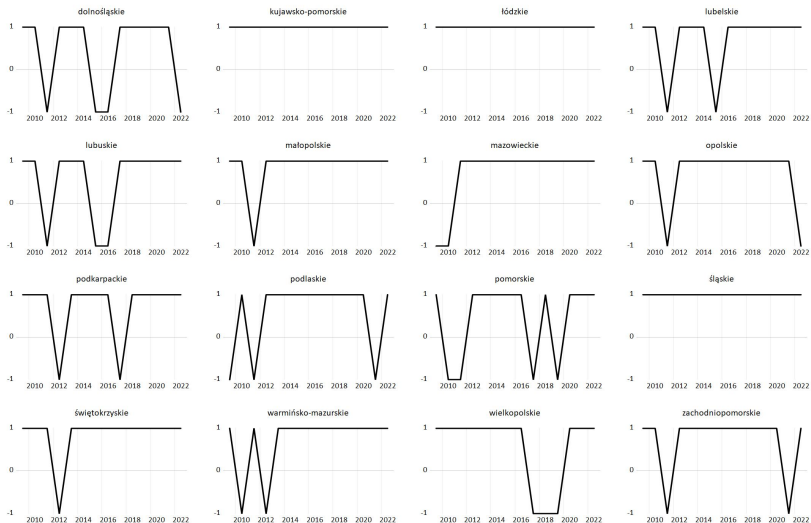 dolnośląskie kujawsko-pomorskie łódzkie lubelskie
1 1 1 1
0 0 0 0
-1 -1 -1 -1
2010 2012 2014 2016 2018 2020 2022 2010 2012 2014 2016 2018 2020 2022 2010 2012 2014 2016 2018 2020 2022 2010 2012 2014 2016 2018 2020 2022
lubuskie małopolskie mazowieckie opolskie
1 1 1 1
0 0 0 0
-1 -1 -1 -1
2010 2012 2014 2016 2018 2020 2022 2010 2012 2014 2016 2018 2020 2022 2010 2012 2014 2016 2018 2020 2022 2010 2012 2014 2016 2018 2020 2022
podkarpackie podlaskie pomorskie śląskie
1 1 1 1
0 0 0 0
-1 -1 -1 -1
2010 2012 2014 2016 2018 2020 2022 2010 2012 2014 2016 2018 2020 2022 2010 2012 2014 2016 2018 2020 2022 2010 2012 2014 2016 2018 2020 2022
świętokrzyskie warmińsko-mazurskie wielkopolskie zachodniopomorskie
1 1 1 1
0 0 0 0
-1 -1 -1 -1
2010 2012 2014 2016 2018 2020 2022 2010 2012 2014 2016 2018 2020 2022 2010 2012 2014 2016 2018 2020 2022 2010 2012 2014 2016 2018 2020 2022